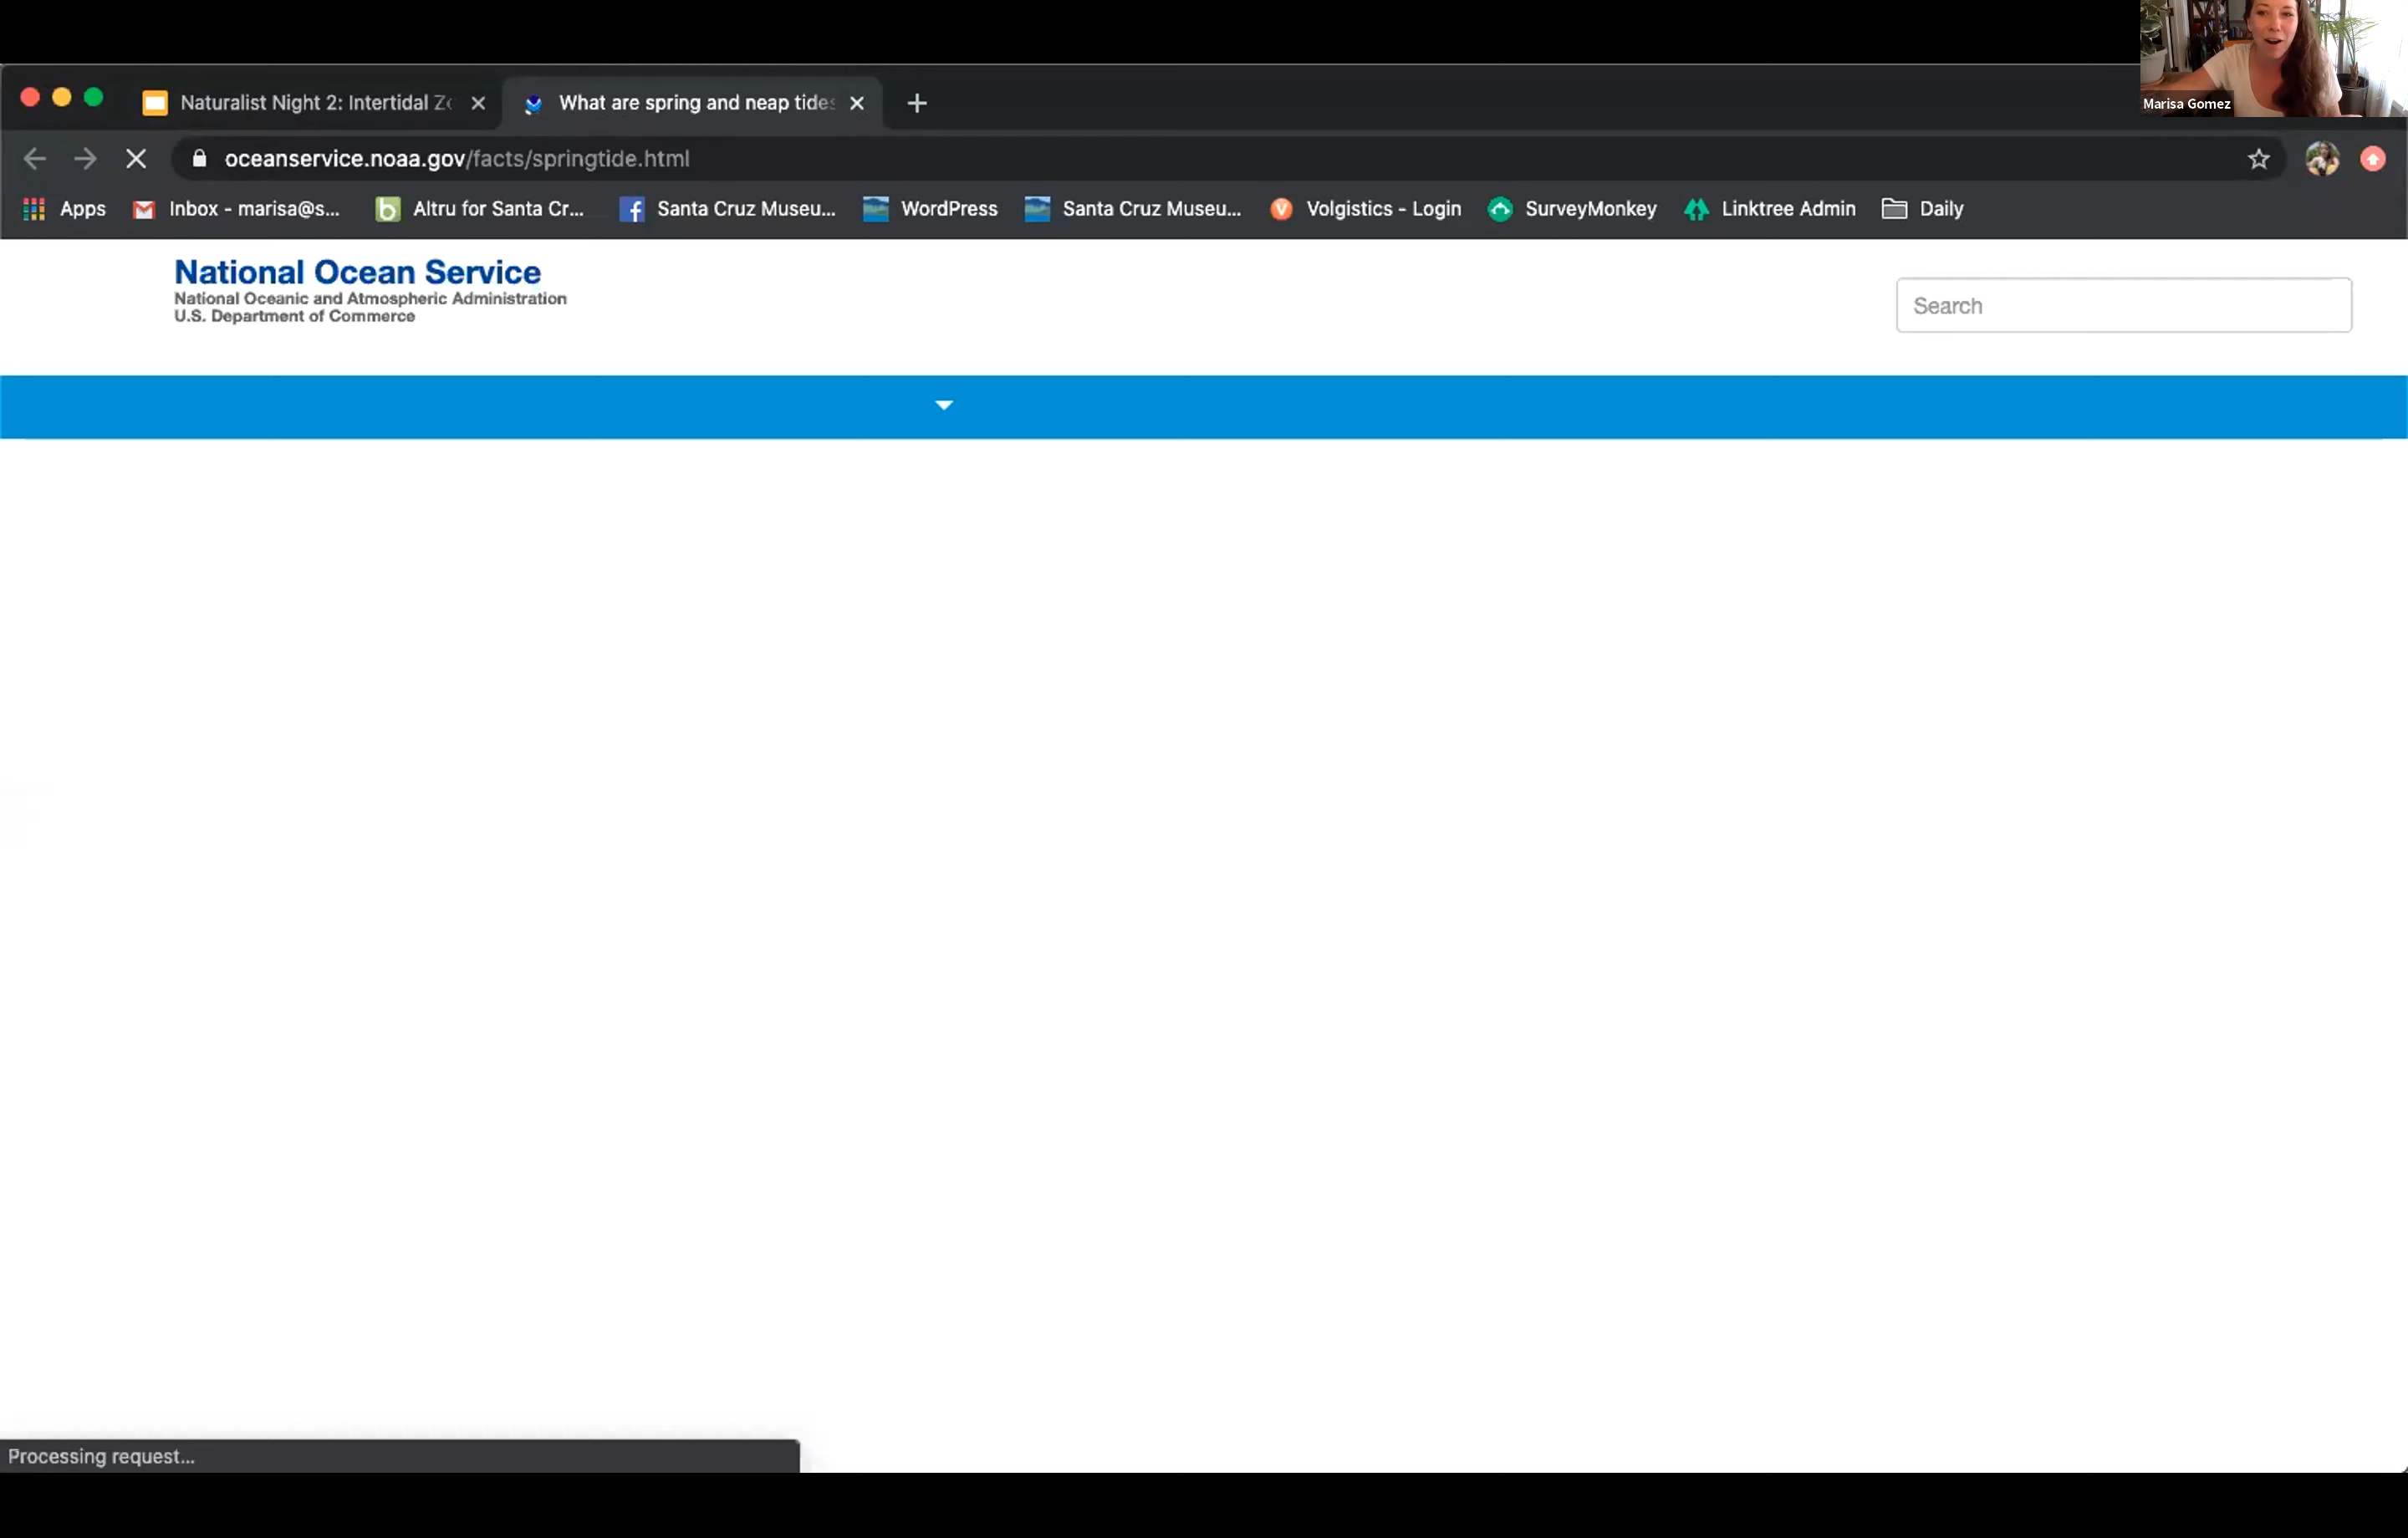 Marisa Gomez
Naturalist Night 2: Intertidal Zo
What are spring and neap tides
oceanservice.noaa.gov/facts/springtide.html
Apps Inbox - marisa@s... Altru for Santa Cr... Santa Cruz Museu... WordPress Santa Cruz Museu... Volgistics - Login SurveyMonkey Linktree Admin Daily
National Ocean Service
National Oceanic and Atmospheric Administration
U.S. Department of Commerce
Search
Processing request...